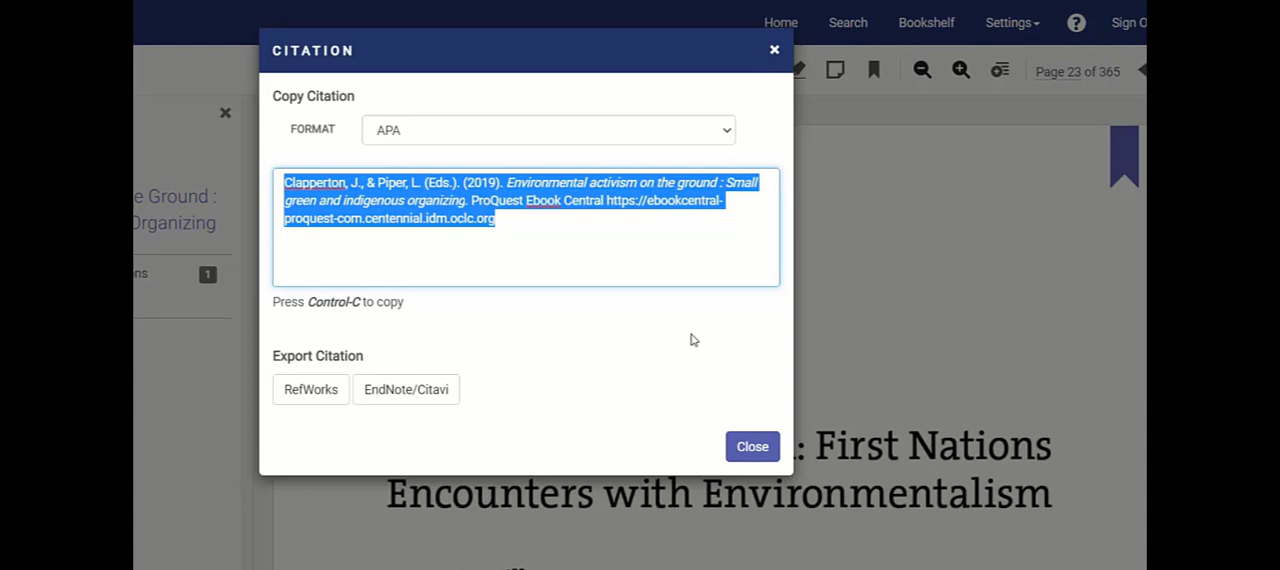 Home Search Bookshelf Settings ? Sign O
CITATION ×
Page 23 of 365
Copy Citation
FORMAT APA
Clapperton, J., & Piper, L. (Eds.). (2019). Environmental activism on the ground : Small
green and indigenous organizing. ProQuest Ebook Central https://ebookcentral-
proquest-com.centennial.idm.oclc.org
e Ground :
Organizing
ns 1
Press Control-C to copy
Export Citation
RefWorks EndNote/Citavi
Close
: First Nations
Encounters with Environmentalism